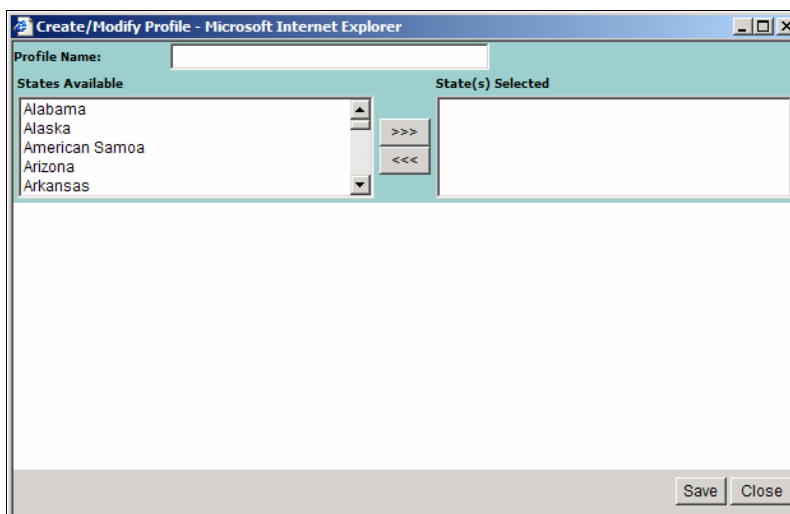 Create/Modify Profile - Microsoft Internet Explorer
Profile Name:
States Available
State(s) Selected
Alabama
Alaska
American Samoa
Arizona
Arkansas
>>>
<<<
Save
Close